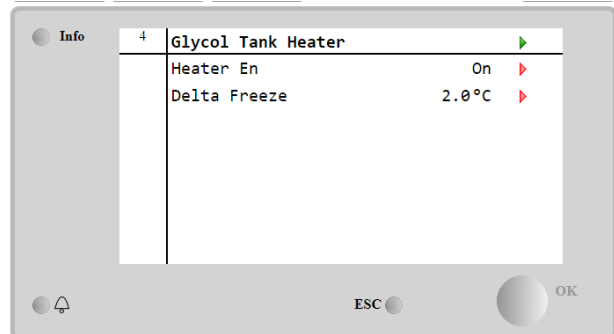 Info
4 Glycol Tank Heater
Heater En On
Delta Freeze 2.0°C
ESC
OK